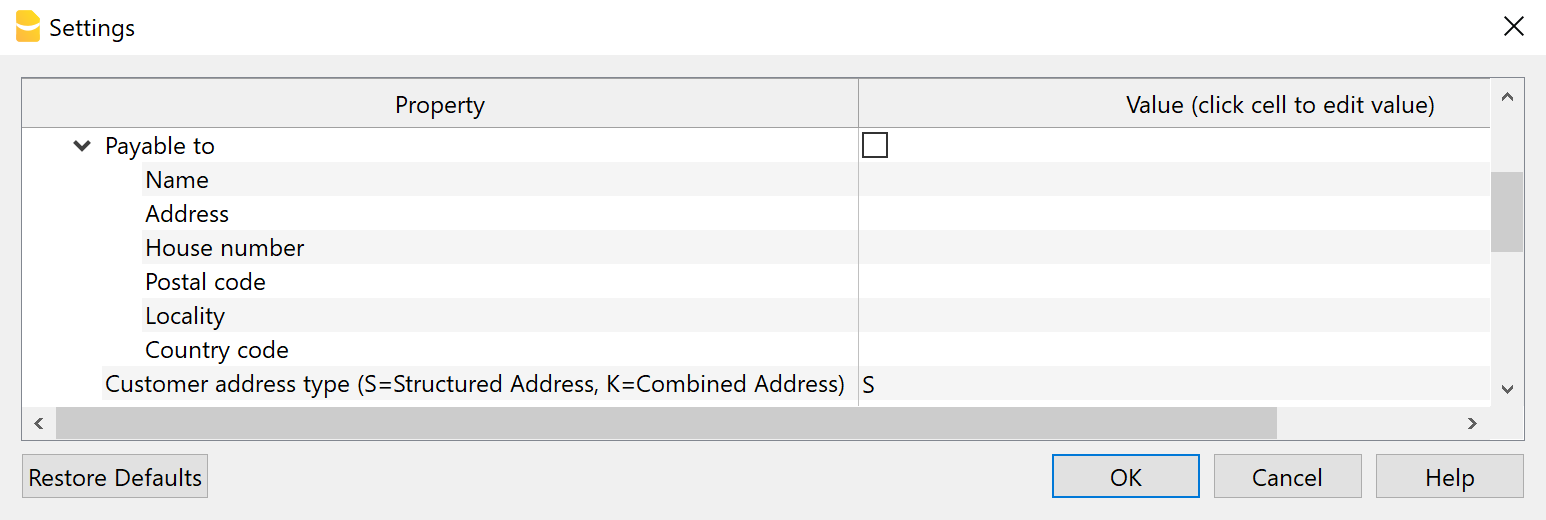 Settings
Property Value (click cell to edit value)
Payable to
Name
Address
House number
Postal code
Locality
Country code
Customer address type (S=Structured Address, K=Combined Address) S
Restore Defaults OK Cancel Help